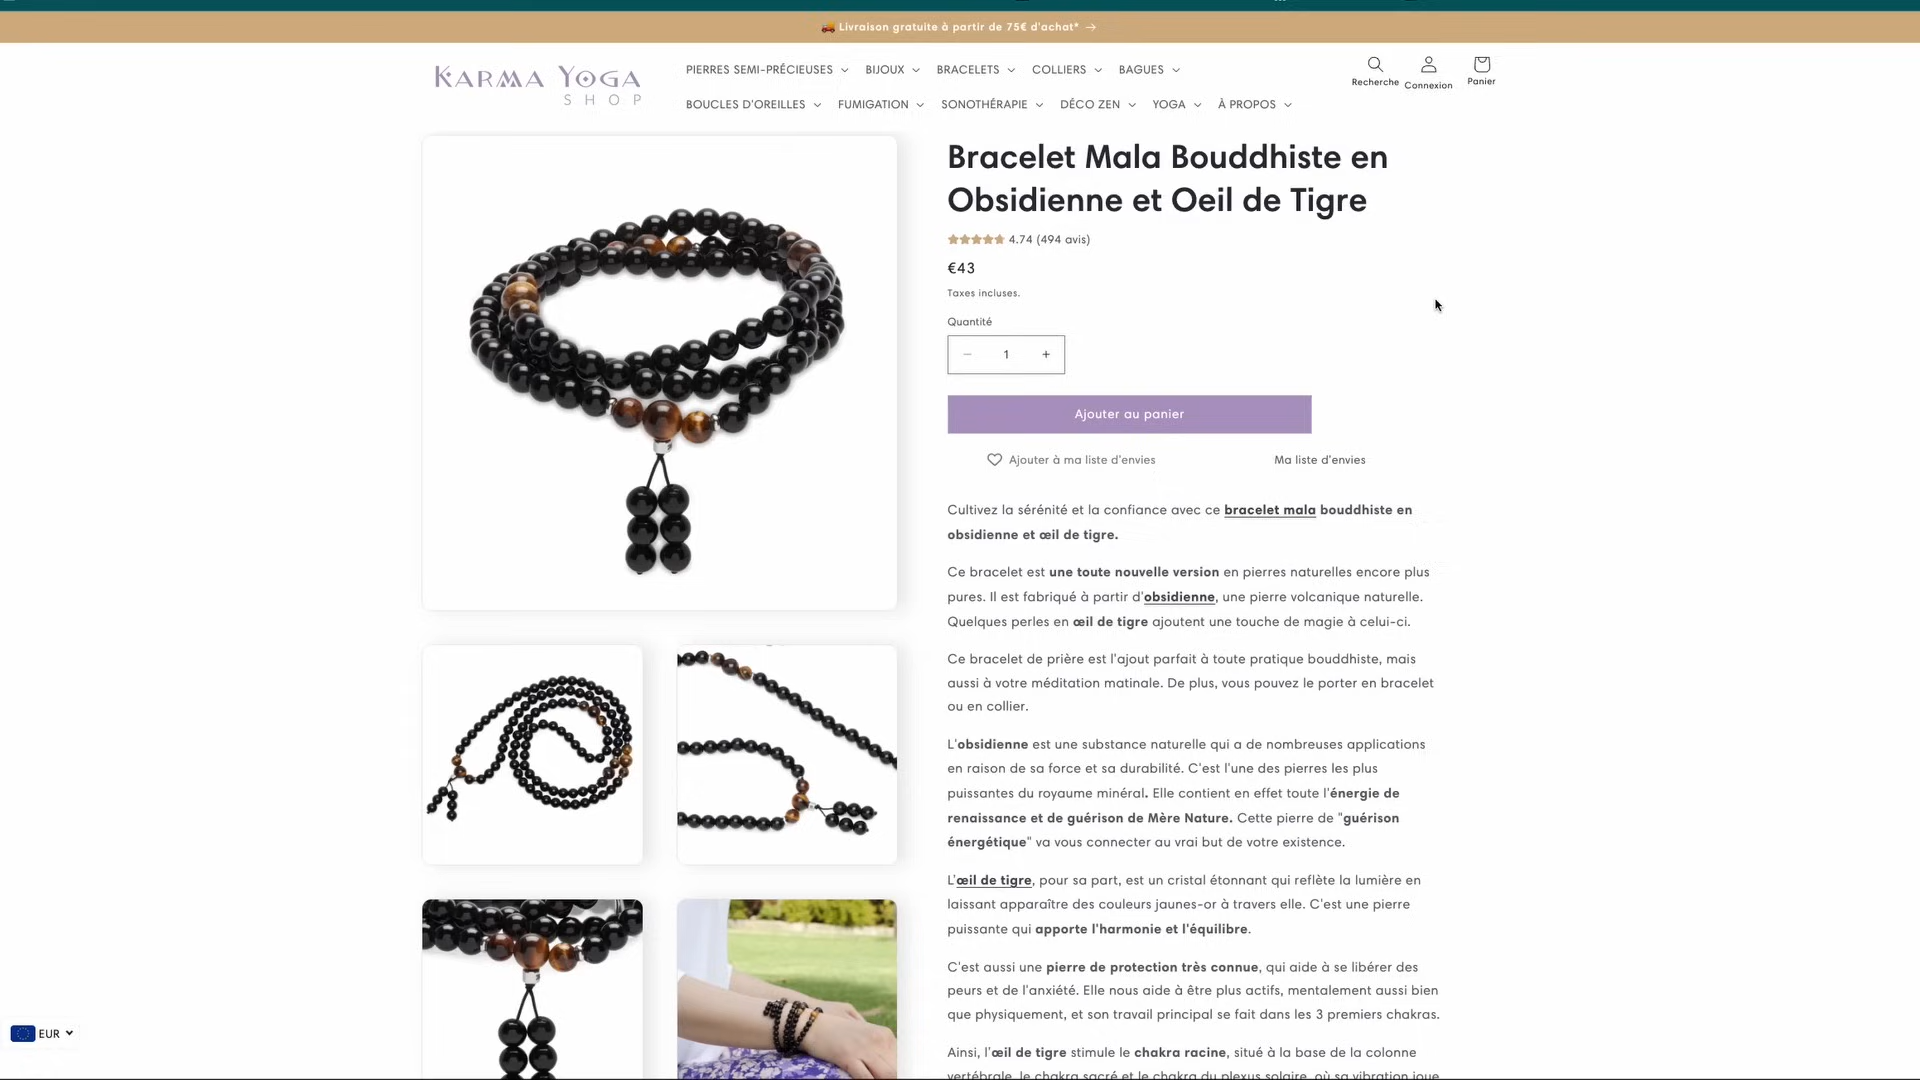 🚚 Livraison gratuite à partir de 75€ d'achat* →
KARMA YOGA
SHOP
PIERRES SEMI-PRÉCIEUSES BIJOUX BRACELETS COLLIERS BAGUES
BOUCLES D'OREILLES FUMIGATION SONOTHÉRAPIE DÉCO ZEN YOGA À PROPOS
Recherche Connexion Panier
Bracelet Mala Bouddhiste en
Obsidienne et Oeil de Tigre
4.74 (494 avis)
€43
Taxes incluses.
Quantité
− 1 +
Ajouter au panier
Ajouter à ma liste d'envies Ma liste d'envies
Cultivez la sérénité et la confiance avec ce bracelet mala bouddhiste en
obsidienne et œil de tigre.
Ce bracelet est une toute nouvelle version en pierres naturelles encore plus
pures. Il est fabriqué à partir d'obsidienne, une pierre volcanique naturelle.
Quelques perles en œil de tigre ajoutent une touche de magie à celui-ci.
Ce bracelet de prière est l'ajout parfait à toute pratique bouddhiste, mais
aussi à votre méditation matinale. De plus, vous pouvez le porter en bracelet
ou en collier.
L'obsidienne est une substance naturelle qui a de nombreuses applications
en raison de sa force et sa durabilité. C'est l'une des pierres les plus
puissantes du royaume minéral. Elle contient en effet toute l'énergie de
renaissance et de guérison de Mère Nature. Cette pierre de "guérison
énergétique" va vous connecter au vrai but de votre existence.
L'œil de tigre, pour sa part, est un cristal étonnant qui reflète la lumière en
laissant apparaître des couleurs jaunes-or à travers elle. C'est une pierre
puissante qui apporte l'harmonie et l'équilibre.
C'est aussi une pierre de protection très connue, qui aide à se libérer des
peurs et de l'anxiété. Elle nous aide à être plus actifs, mentalement aussi bien
que physiquement, et son travail principal se fait dans les 3 premiers chakras.
Ainsi, l'œil de tigre stimule le chakra racine, situé à la base de la colonne
vertébrale, le chakra sacré et le chakra du plexus solaire, où sa vibration joue
EUR